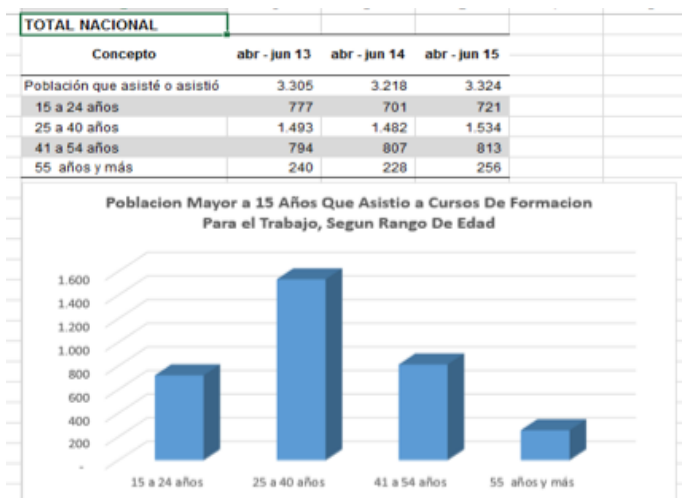 TOTAL NACIONAL
Concepto abr - jun 13 abr - jun 14 abr - jun 15
Población que asisté o asistió 3.305 3.218 3.324
15 a 24 años 777 701 721
25 a 40 años 1.493 1.482 1.534
41 a 54 años 794 807 813
55 años y más 240 228 256
Poblacion Mayor a 15 Años Que Asistio a Cursos De Formacion
Para el Trabajo, Segun Rango De Edad
1.600
1.400
1.200
1.000
800
600
400
200
-
15 a 24 años 25 a 40 años 41 a 54 años 55 años y más